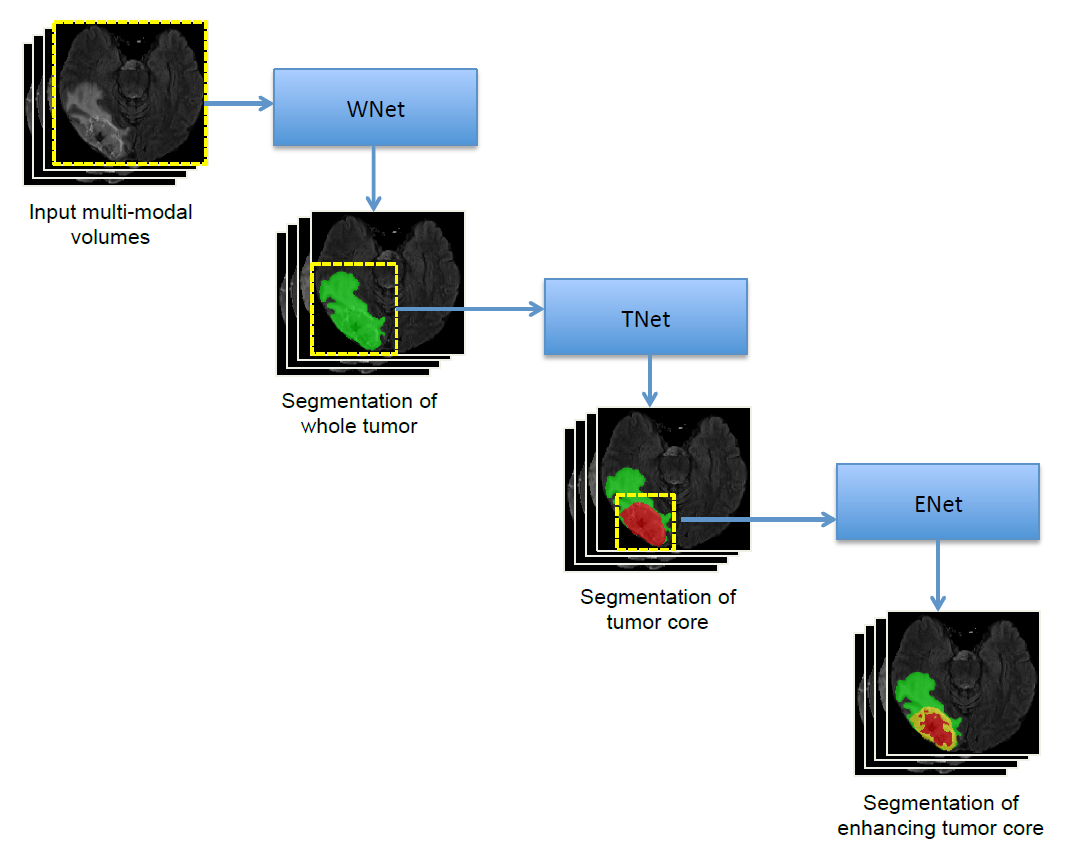 WNet
Input multi-modal
volumes
TNet
Segmentation of
whole tumor
ENet
Segmentation of
tumor core
Segmentation of
enhancing tumor core